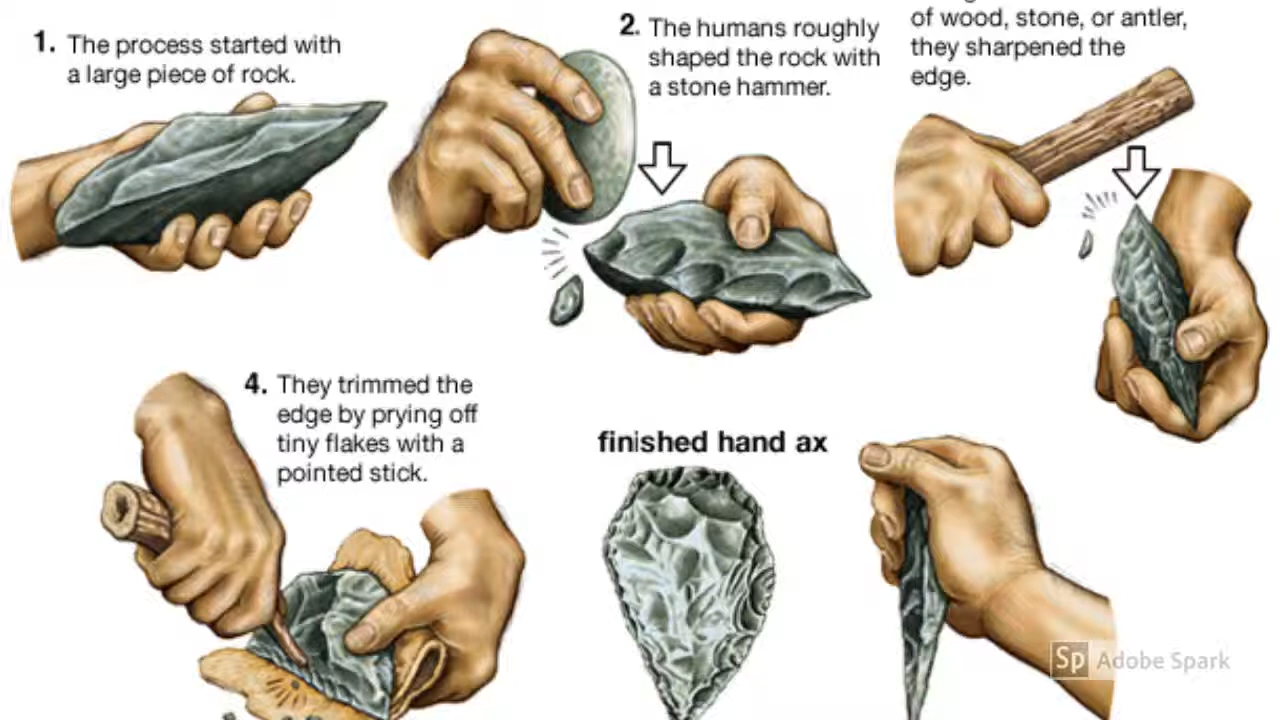 1. The process started with
a large piece of rock.
2. The humans roughly
shaped the rock with
a stone hammer.
of wood, stone, or antler,
they sharpened the
edge.
4. They trimmed the
edge by prying off
tiny flakes with a
pointed stick.
finished hand ax
Sp Adobe Spark